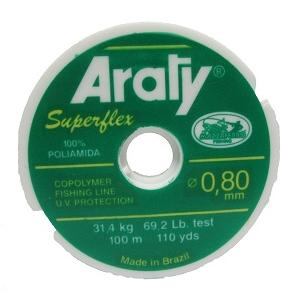 Araty®
Superflex
100%
POLIAMIDA
COPOLYMER
FISHING LINE
U.V. PROTECTION
ø 0,80
mm
31,4 kg 69,2 Lb. test
100 m 110 yds
Made in Brazil